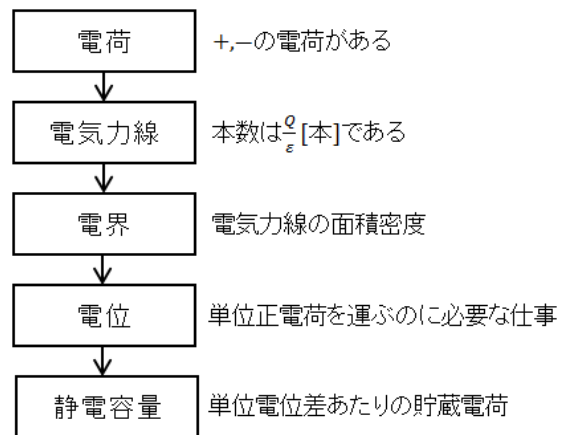 電荷 +,−の電荷がある
電気力線 本数はQ/ε[本]である
電界 電気力線の面積密度
電位 単位正電荷を運ぶのに必要な仕事
静電容量 単位電位差あたりの貯蔵電荷